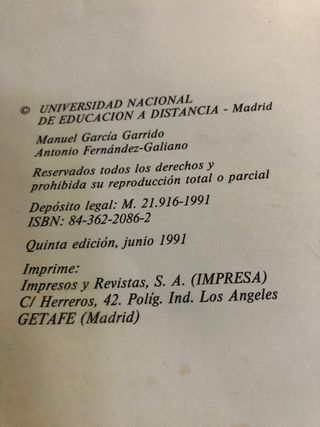 © UNIVERSIDAD NACIONAL
DE EDUCACION A DISTANCIA - Madrid
Manuel García Garrido
Antonio Fernández-Galiano
Reservados todos los derechos y
prohibida su reproducción total o parcial
Depósito legal: M. 21.916-1991
ISBN: 84-362-2086-2
Quinta edición, junio 1991
Imprime:
Impresos y Revistas, S. A. (IMPRESA)
C/ Herreros, 42. Políg. Ind. Los Angeles
GETAFE (Madrid)